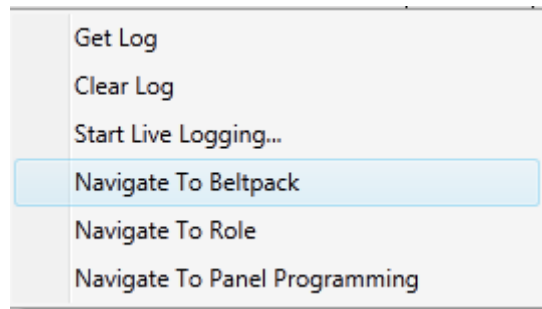 Get Log
Clear Log
Start Live Logging...
Navigate To Beltpack
Navigate To Role
Navigate To Panel Programming